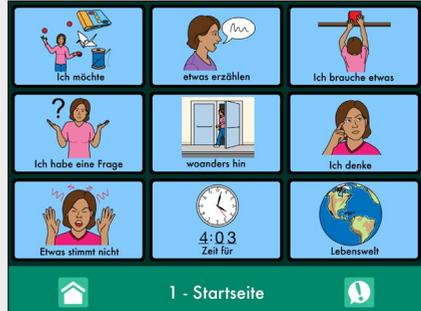 Ich möchte
etwas erzählen
Ich brauche etwas
?
Ich habe eine Frage
woanders hin
Ich denke
Etwas stimmt nicht
4:03
Zeit für
Lebenswelt
1 - Startseite
!